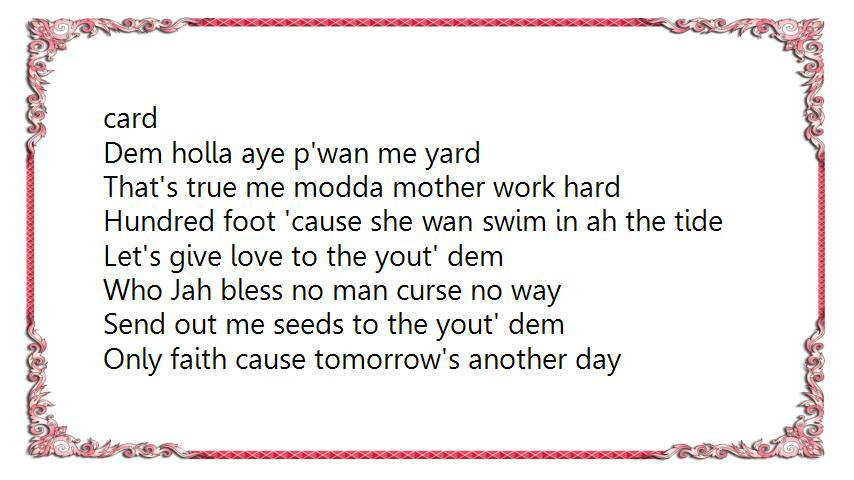 card
Dem holla aye p'wan me yard
That's true me modda mother work hard
Hundred foot 'cause she wan swim in ah the tide
Let's give love to the yout' dem
Who Jah bless no man curse no way
Send out me seeds to the yout' dem
Only faith cause tomorrow's another day